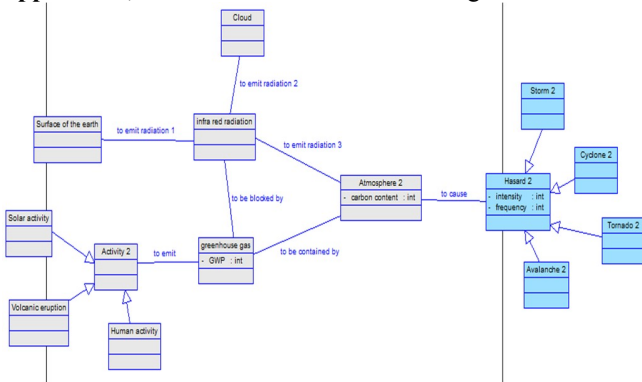 Cloud
to emit radiation 2
Storm 2
Surface of the earth
to emit radiation 1
infra red radiation
to emit radiation 3
Cyclone 2
Atmosphere 2
- carbon content : int
to cause
Hasard 2
- intensity : int
- frequency : int
to be blocked by
Solar activity
Activity 2
to emit
greenhouse gas
- GWP : int
to be contained by
Tornado 2
Avalanche 2
Volcanic eruption
Human activity